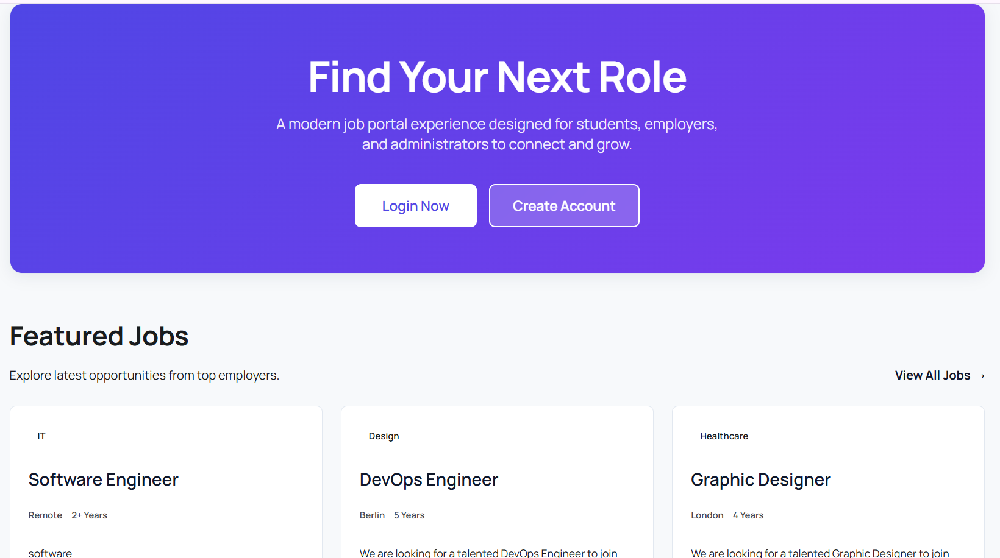 Find Your Next Role
A modern job portal experience designed for students, employers,
and administrators to connect and grow.
Login Now
Create Account
Featured Jobs
Explore latest opportunities from top employers.
View All Jobs →
IT
Software Engineer
Remote 2+ Years
software
Design
DevOps Engineer
Berlin 5 Years
We are looking for a talented DevOps Engineer to join
Healthcare
Graphic Designer
London 4 Years
We are looking for a talented Graphic Designer to join